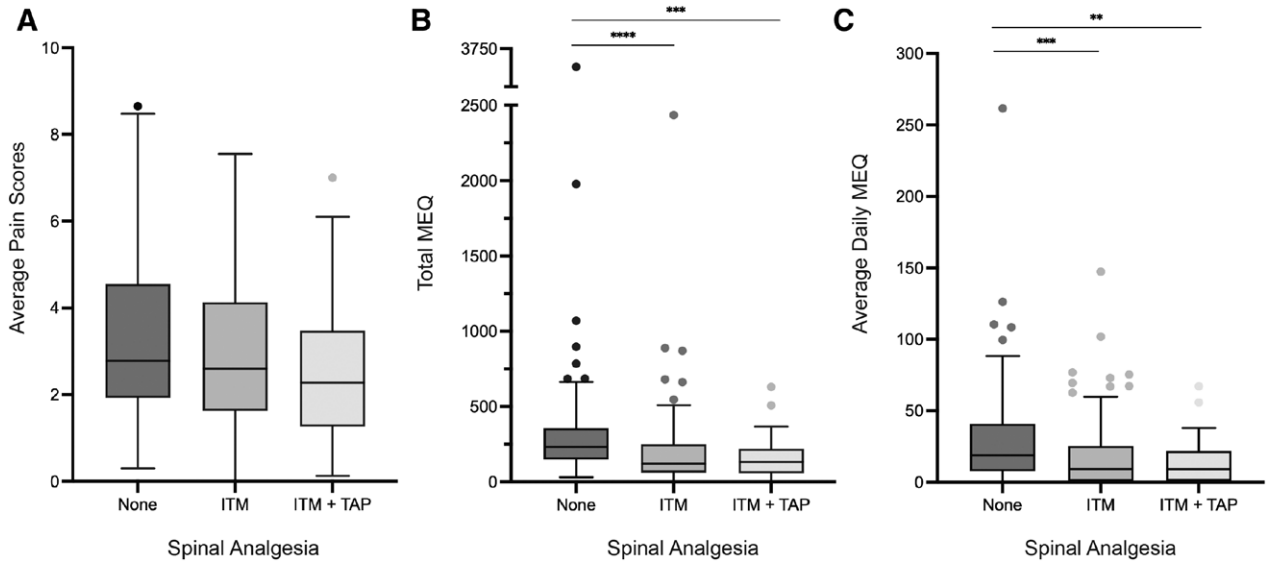 A
Average Pain Scores
10
8
6
4
2
0
None ITM ITM + TAP
Spinal Analgesia
B
***
****
Total MEQ
3750
2500
2000
1500
1000
500
0
None ITM ITM + TAP
Spinal Analgesia
C
**
***
Average Daily MEQ
300
250
200
150
100
50
0
None ITM ITM + TAP
Spinal Analgesia